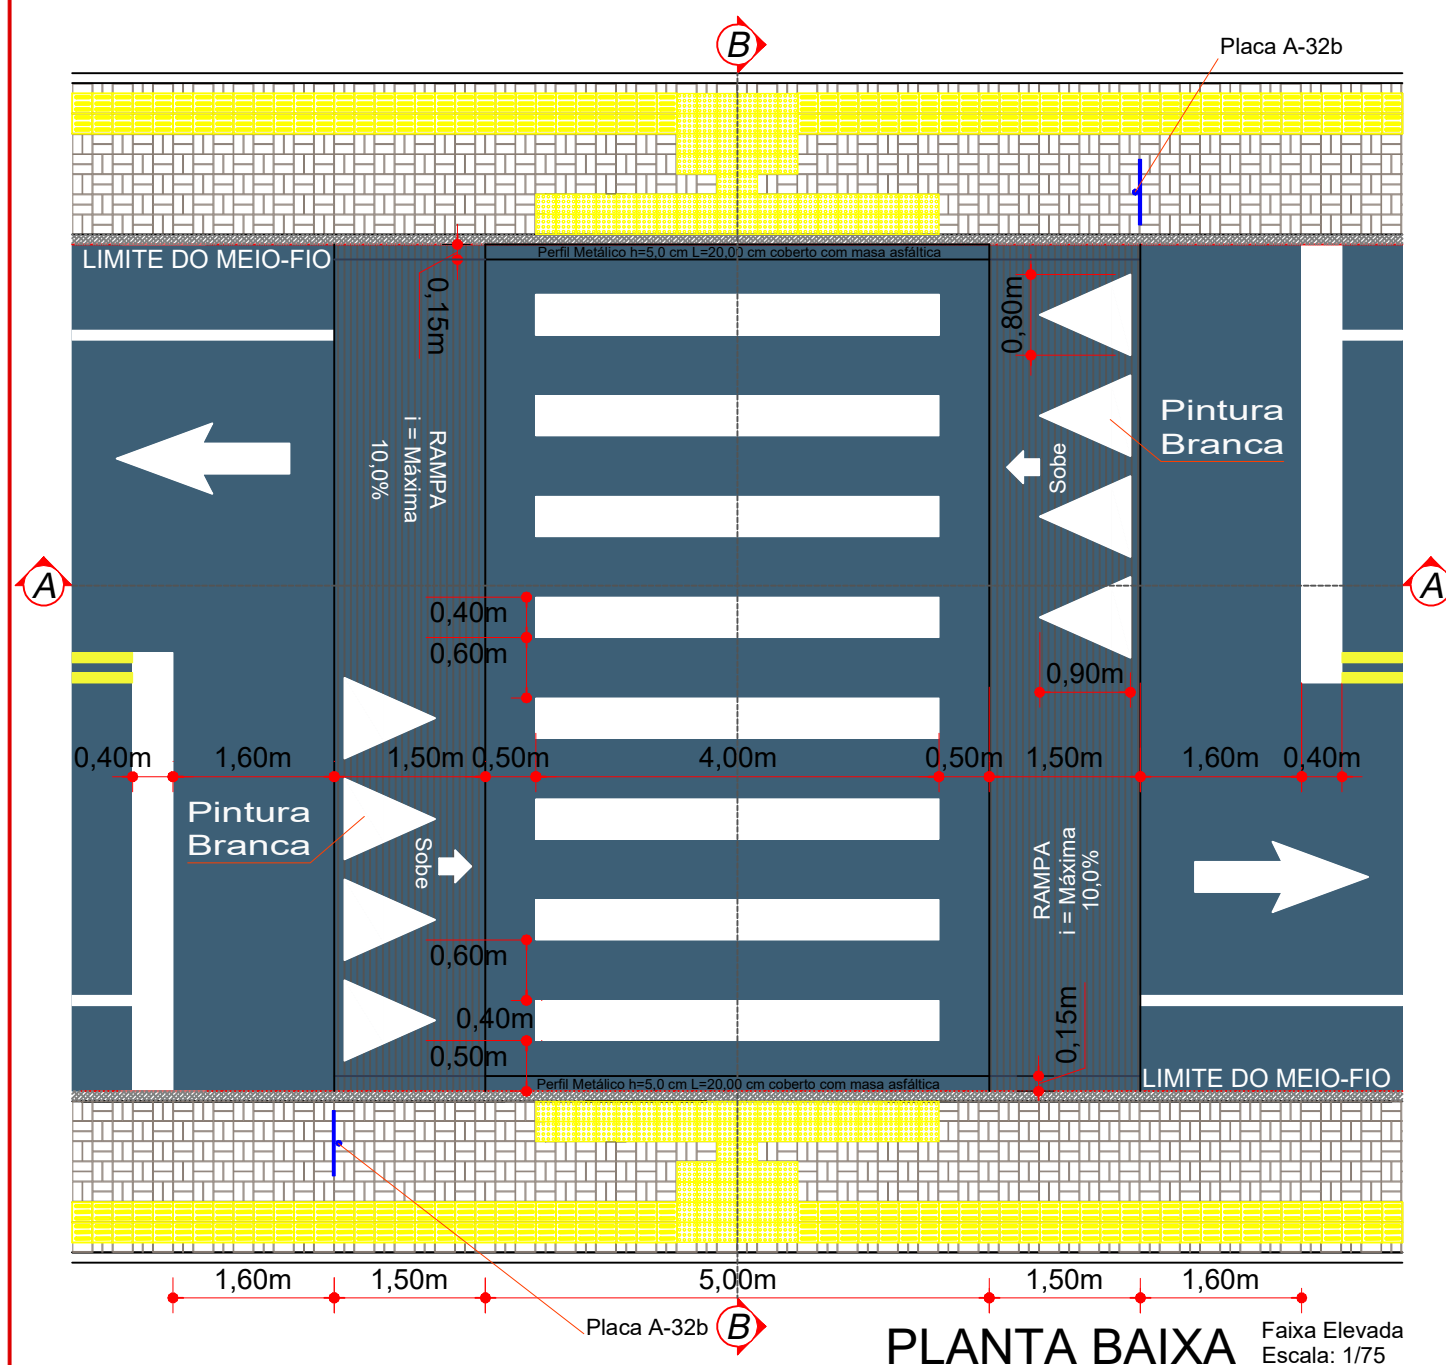 B
Placa A-32b
LIMITE DO MEIO-FIO
Perfil Metálico h=5,0 cm L=20,00 cm coberto com masa asfáltica
0,15m
0,80m
RAMPA
i = Máxima
10,0%
Sobe
Pintura
Branca
A
A
0,40m
0,60m
0,90m
0,40m
1,60m
1,50m
0,50m
4,00m
0,50m
1,50m
1,60m
0,40m
Pintura
Branca
Sobe
RAMPA
i = Máxima
10,0%
0,60m
0,40m
0,50m
0,15m
Perfil Metálico h=5,0 cm L=20,00 cm coberto com masa asfáltica
LIMITE DO MEIO-FIO
1,60m
1,50m
5,00m
1,50m
1,60m
Placa A-32b
B
PLANTA BAIXA
Faixa Elevada
Escala: 1/75